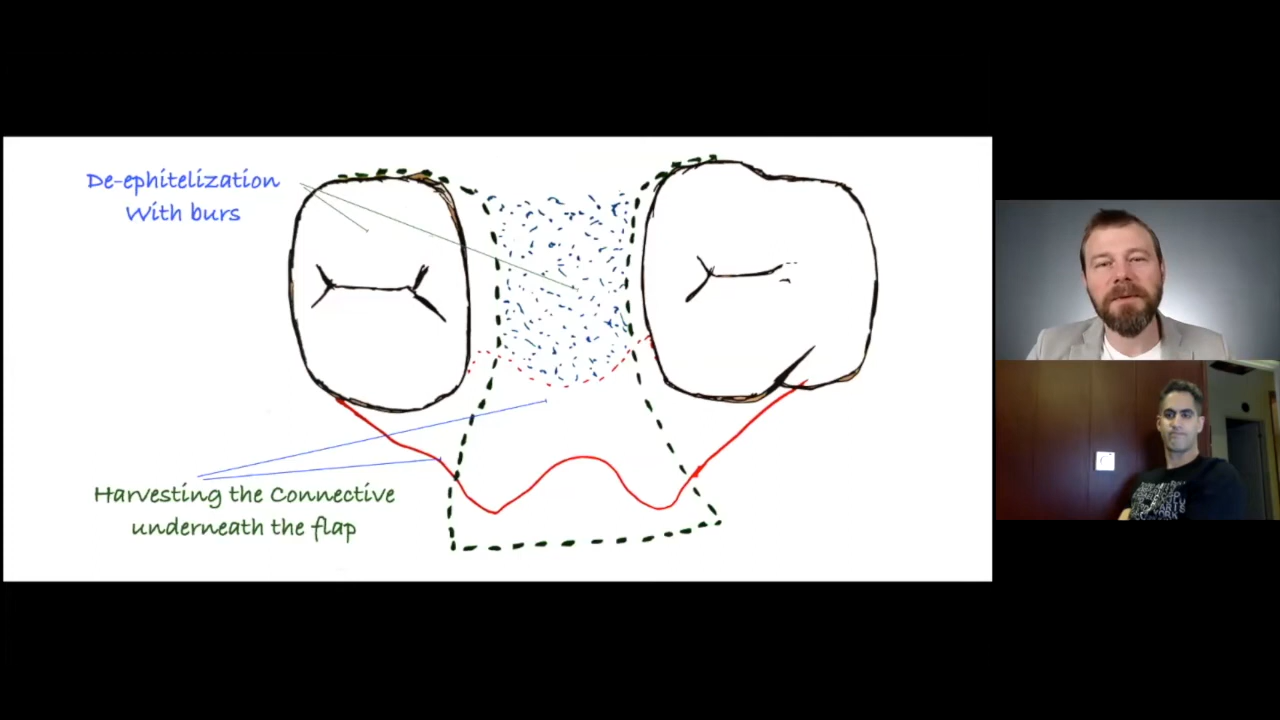 De-ephitelization
With burs
Harvesting the Connective
underneath the flap